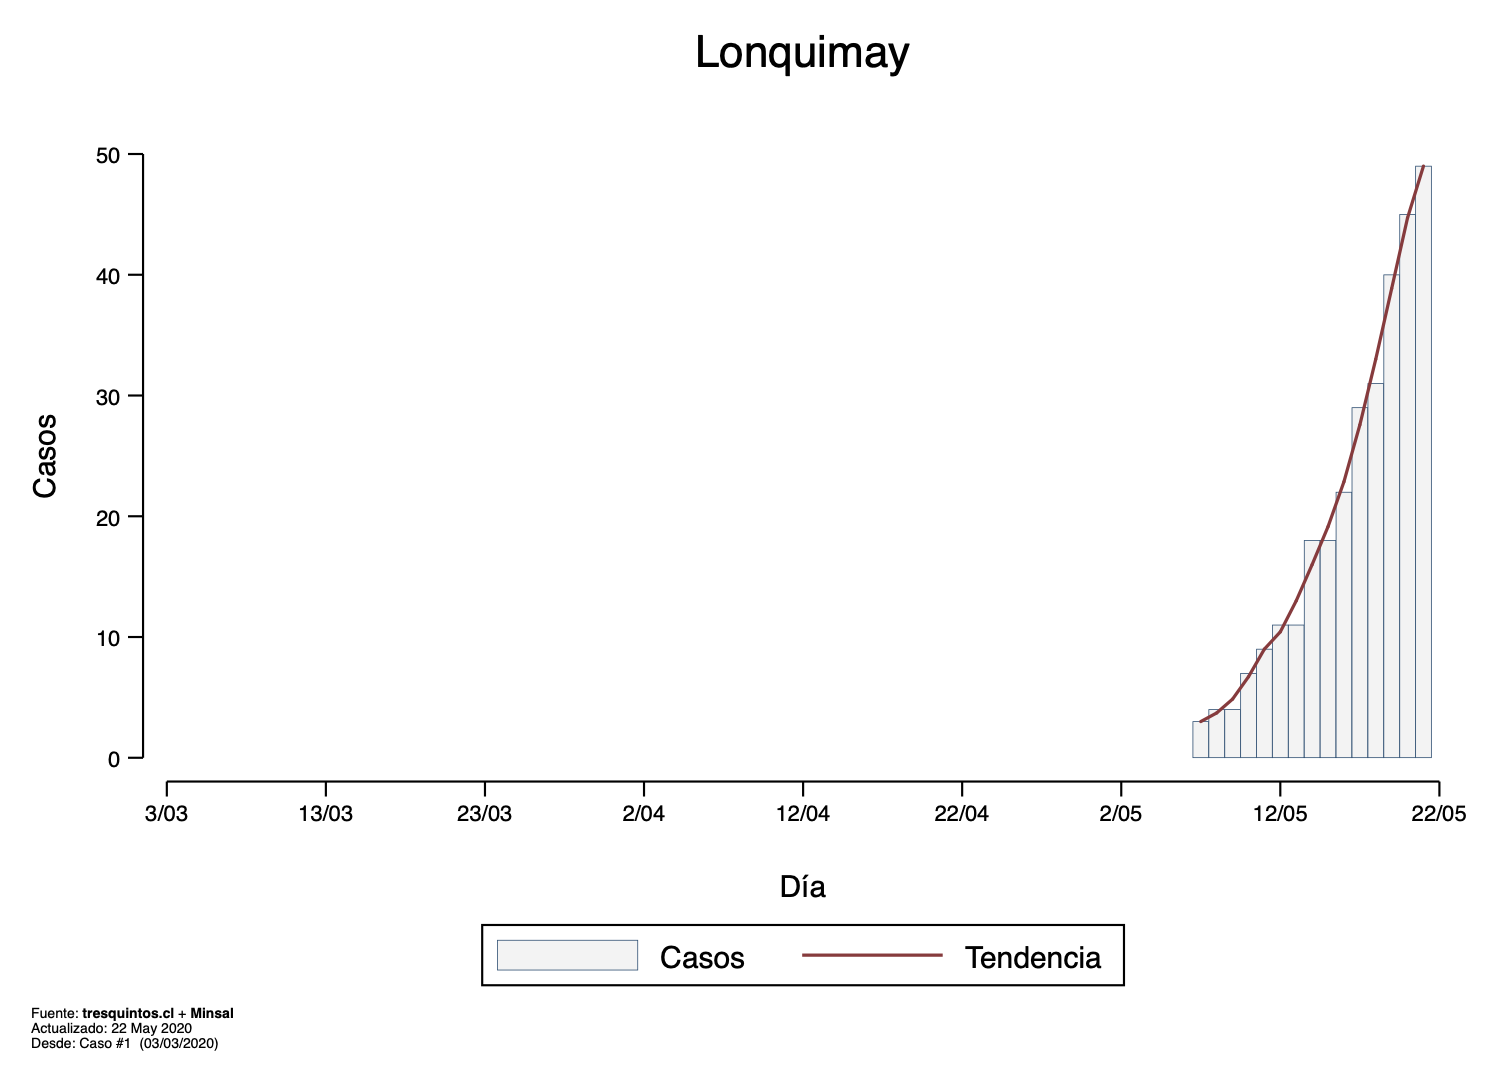 Lonquimay
50
40
30
20
10
0
Casos
3/03 13/03 23/03 2/04 12/04 22/04 2/05 12/05 22/05
Día
Casos Tendencia
Fuente: tresquintos.cl + Minsal
Actualizado: 22 May 2020
Desde: Caso #1 (03/03/2020)